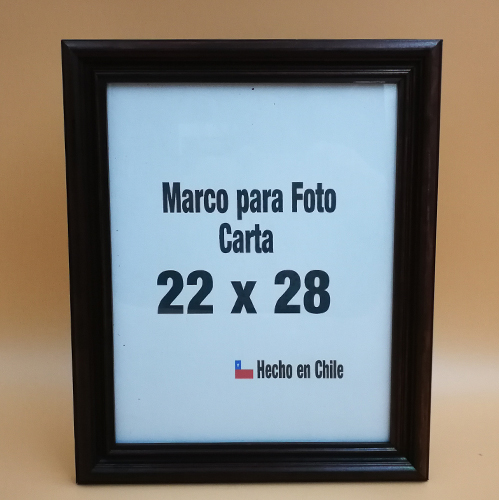 Marco para Foto
Carta
22 x 28
Hecho en Chile